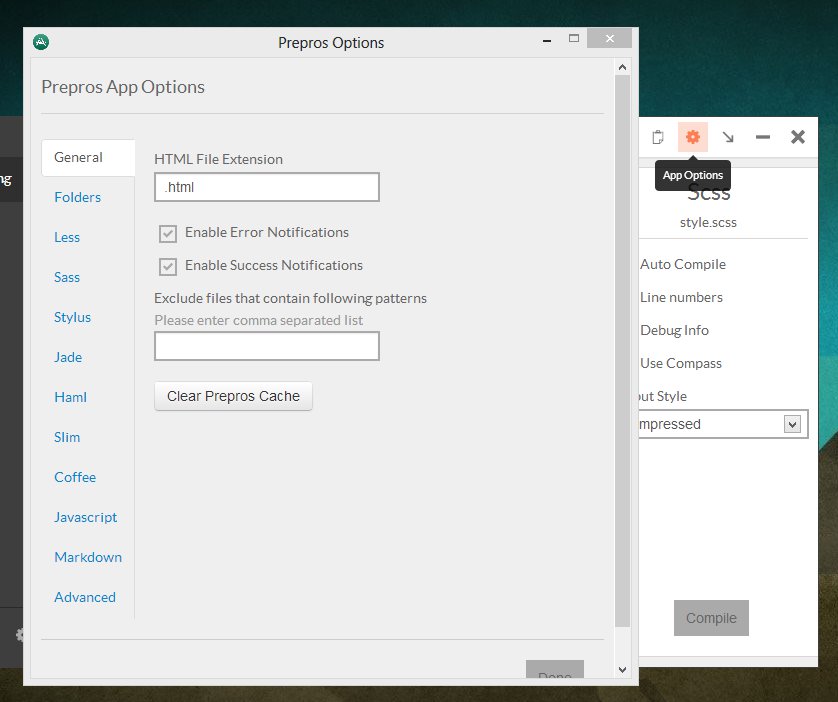 Prepros Options
Prepros App Options
General
Folders
Less
Sass
Stylus
Jade
Haml
Slim
Coffee
Javascript
Markdown
Advanced
HTML File Extension
.html
Enable Error Notifications
Enable Success Notifications
Exclude files that contain following patterns
Please enter comma separated list
Clear Prepros Cache
Done
App Options
Scss
style.scss
Auto Compile
Line numbers
Debug Info
Use Compass
ut Style
mpressed
Compile
ng